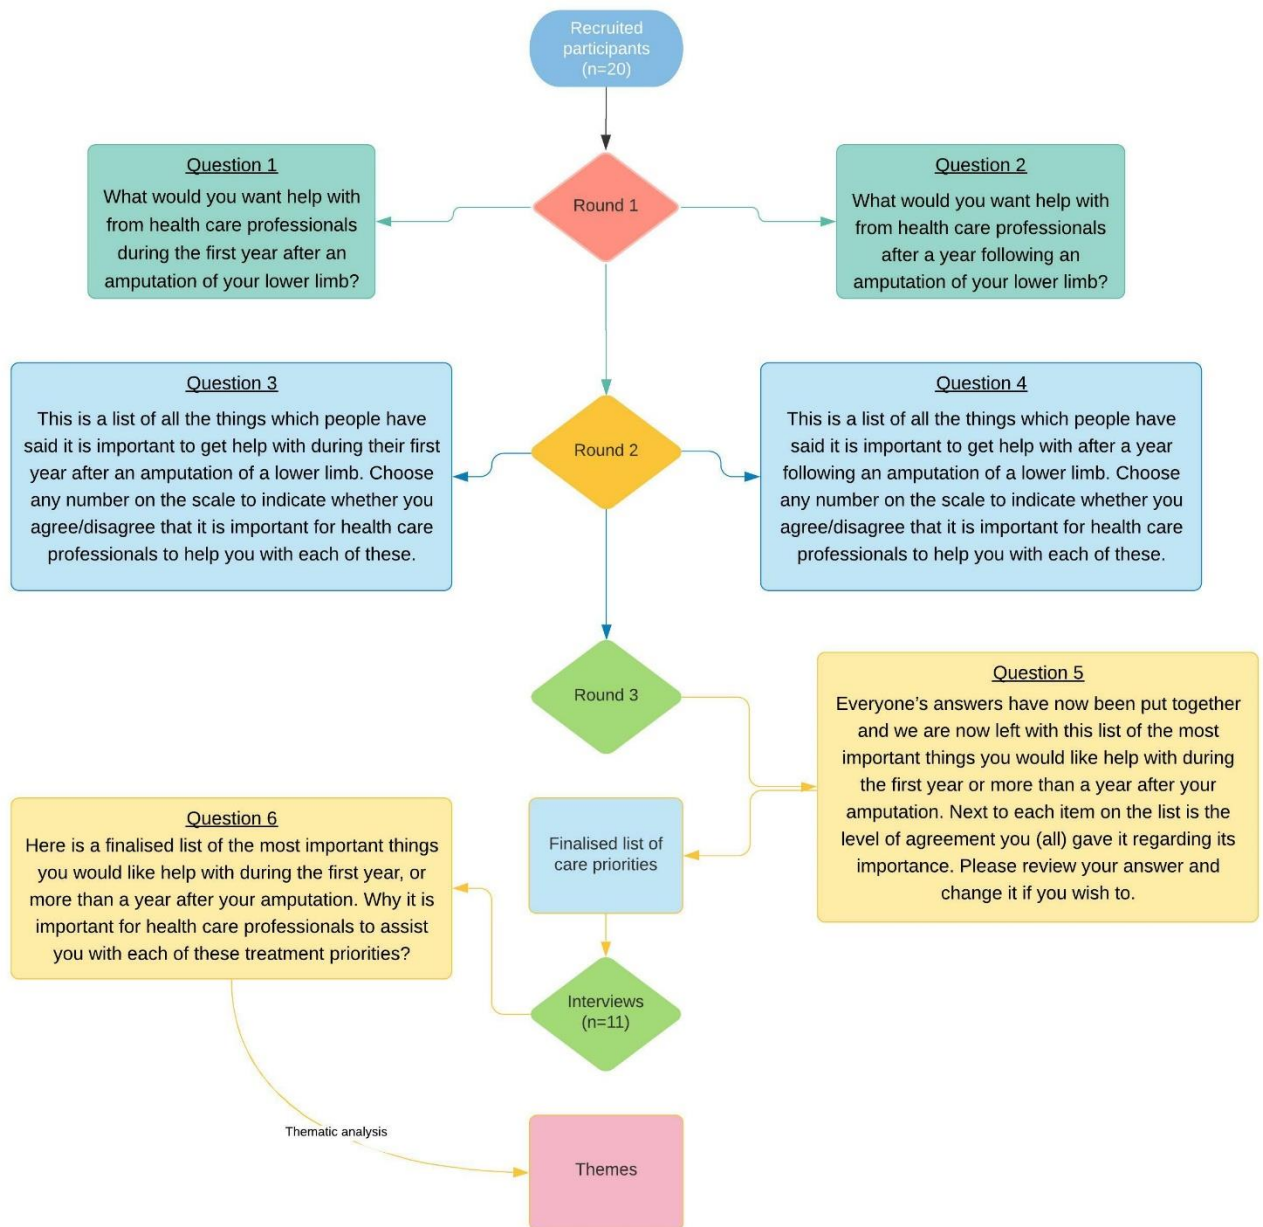 Recruited
participants
(n=20)
Round 1
Question 1
What would you want help with
from health care professionals
during the first year after an
amputation of your lower limb?
Question 2
What would you want help with
from health care professionals
after a year following an
amputation of your lower limb?
Round 2
Question 3
This is a list of all the things which people have
said it is important to get help with during their first
year after an amputation of a lower limb. Choose
any number on the scale to indicate whether you
agree/disagree that it is important for health care
professionals to help you with each of these.
Question 4
This is a list of all the things which people have
said it is important to get help with after a year
following an amputation of a lower limb. Choose
any number on the scale to indicate whether you
agree/disagree that it is important for health care
professionals to help you with each of these.
Round 3
Question 5
Everyone’s answers have now been put together
and we are now left with this list of the most
important things you would like help with during
the first year or more than a year after your
amputation. Next to each item on the list is the
level of agreement you (all) gave it regarding its
importance. Please review your answer and
change it if you wish to.
Finalised list of
care priorities
Question 6
Here is a finalised list of the most important things
you would like help with during the first year, or
more than a year after your amputation. Why it is
important for health care professionals to assist
you with each of these treatment priorities?
Interviews
(n=11)
Thematic analysis
Themes